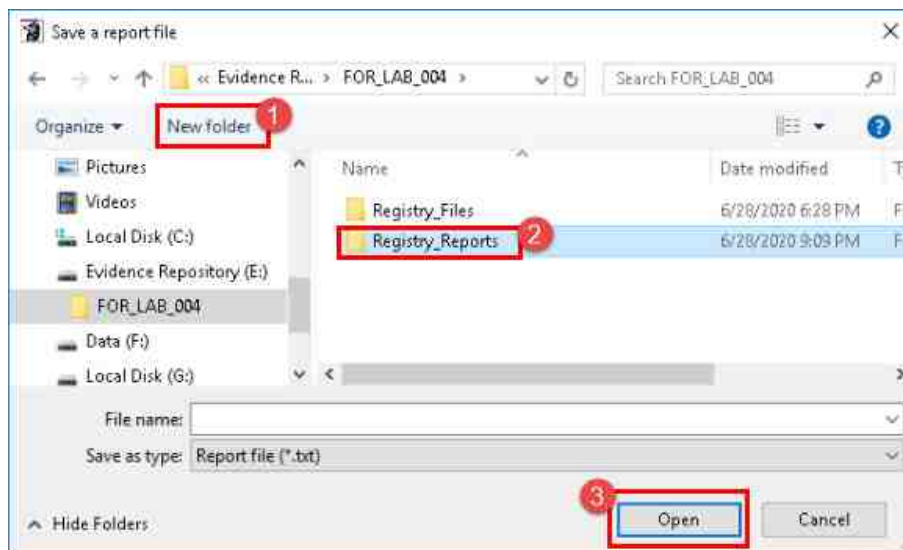 Save a report file
« Evidence R... › FOR_LAB_004 ›
Search FOR_LAB_004
Organize
New folder
1
Pictures
Videos
Local Disk (C:)
Evidence Repository (E:)
FOR_LAB_004
Data (F:)
Local Disk (G:)
Name
Date modified
T
Registry_Files
6/28/2020 6:28 PM
F
Registry_Reports
2
6/28/2020 9:09 PM
F
File name:
Save as type: Report file (*.txt)
3
Hide Folders
Open
Cancel